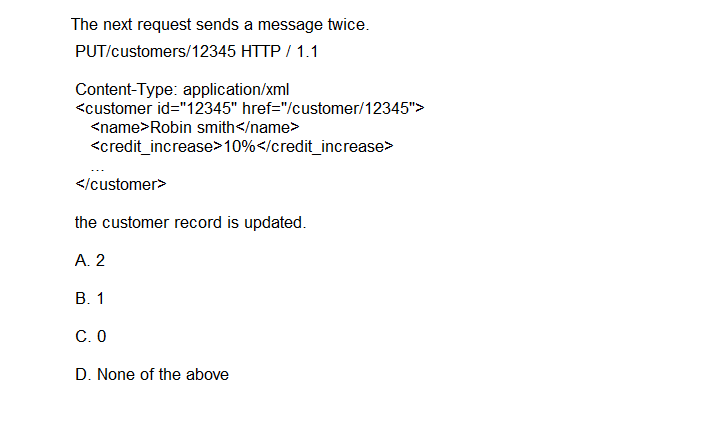 The next request sends a message twice.
PUT/customers/12345 HTTP / 1.1
Content-Type: application/xml
<customer id="12345" href="/customer/12345">
<name>Robin smith</name>
<credit_increase>10%</credit_increase>
...
</customer>
the customer record is updated.
A. 2
B. 1
C. 0
D. None of the above